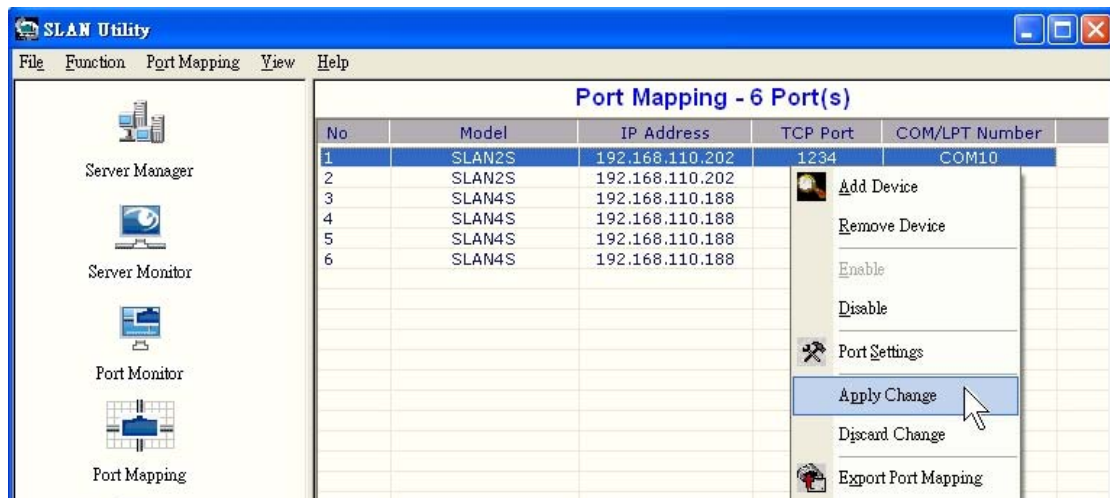 SLAN Utility
File Function Port Mapping View Help
Server Manager
Server Monitor
Port Monitor
Port Mapping
Port Mapping - 6 Port(s)
No Model IP Address TCP Port COM/LPT Number
1 SLAN2S 192.168.110.202 1234 COM10
2 SLAN2S 192.168.110.202
3 SLAN4S 192.168.110.188
4 SLAN4S 192.168.110.188
5 SLAN4S 192.168.110.188
6 SLAN4S 192.168.110.188
Add Device
Remove Device
Enable
Disable
Port Settings
Apply Change
Discard Change
Export Port Mapping